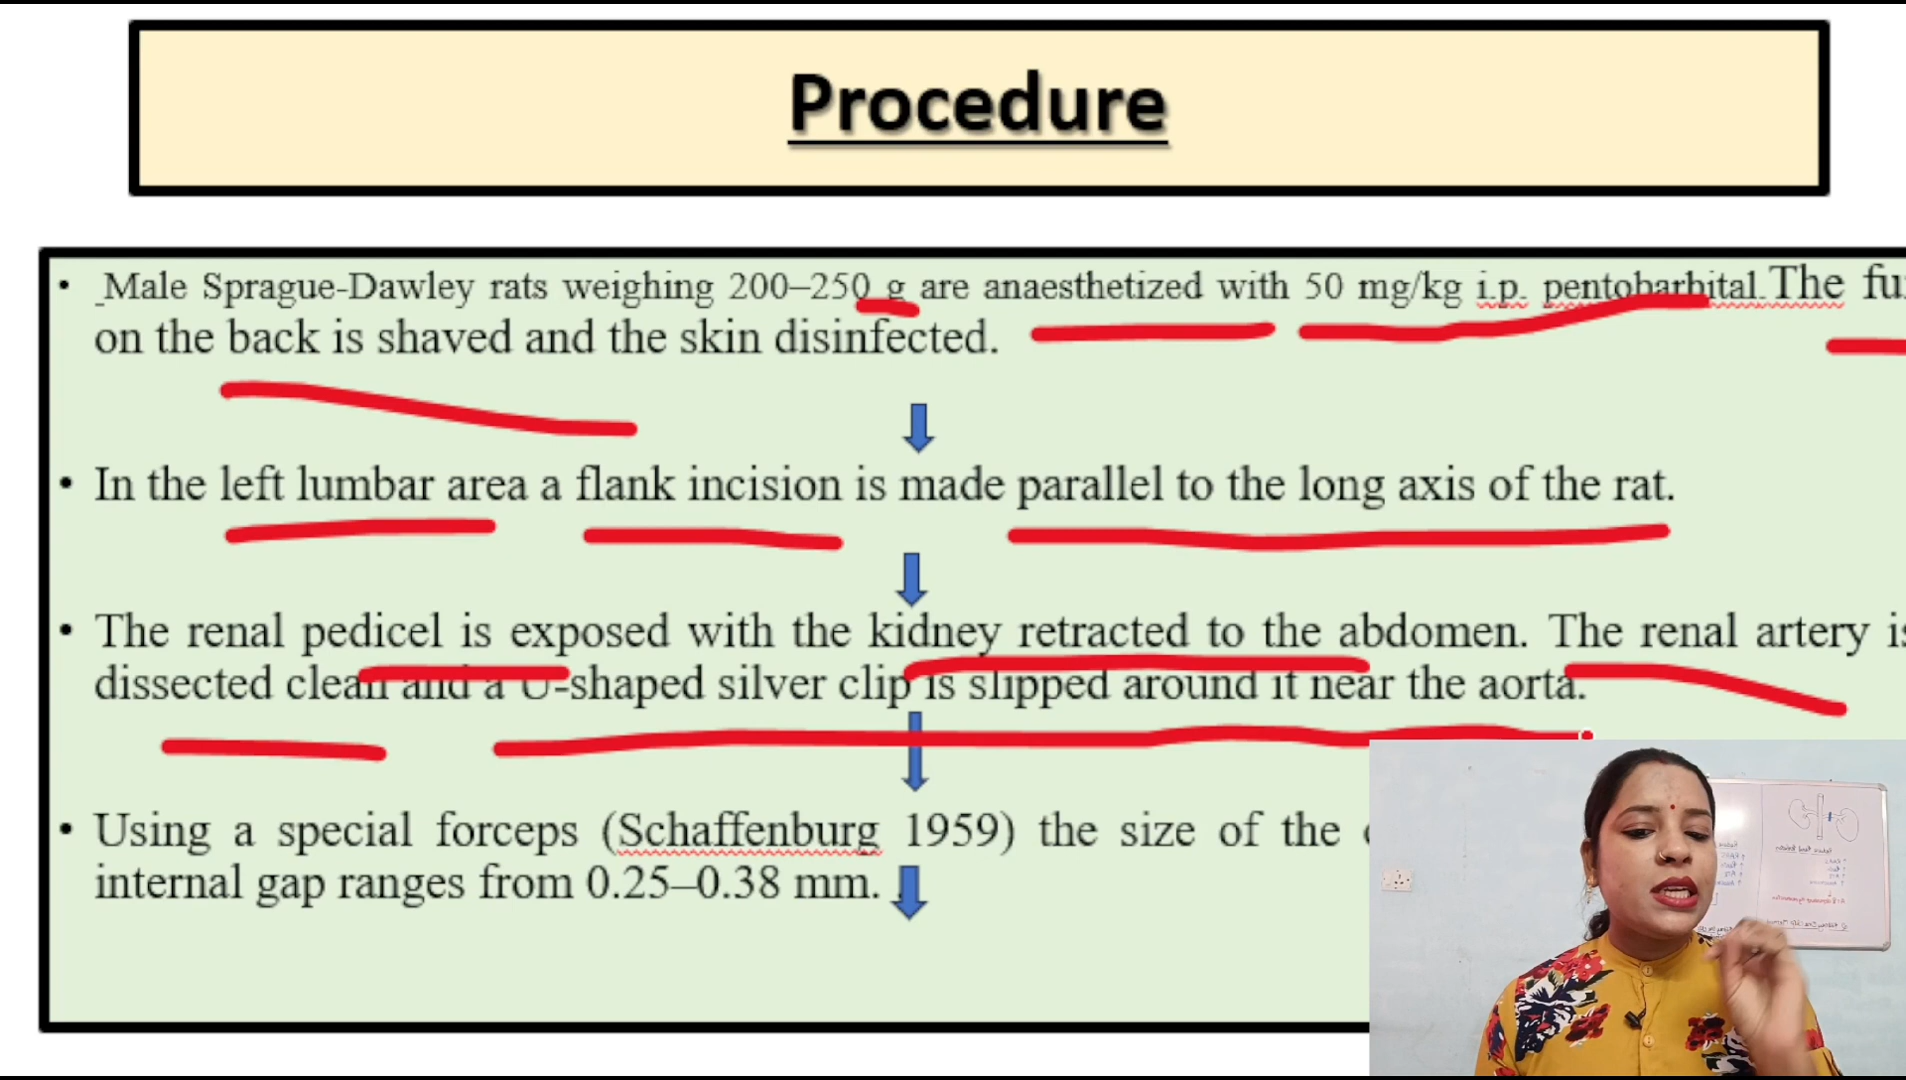 Procedure
• Male Sprague-Dawley rats weighing 200–250 g are anaesthetized with 50 mg/kg i.p. pentobarbital. The
on the back is shaved and the skin disinfected.
• In the left lumbar area a flank incision is made parallel to the long axis of the rat.
• The renal pedicel is exposed with the kidney retracted to the abdomen. The renal artery is
dissected clean and a U-shaped silver clip is slipped around it near the aorta.
• Using a special forceps (Schaffenburg 1959) the size of the
internal gap ranges from 0.25–0.38 mm.